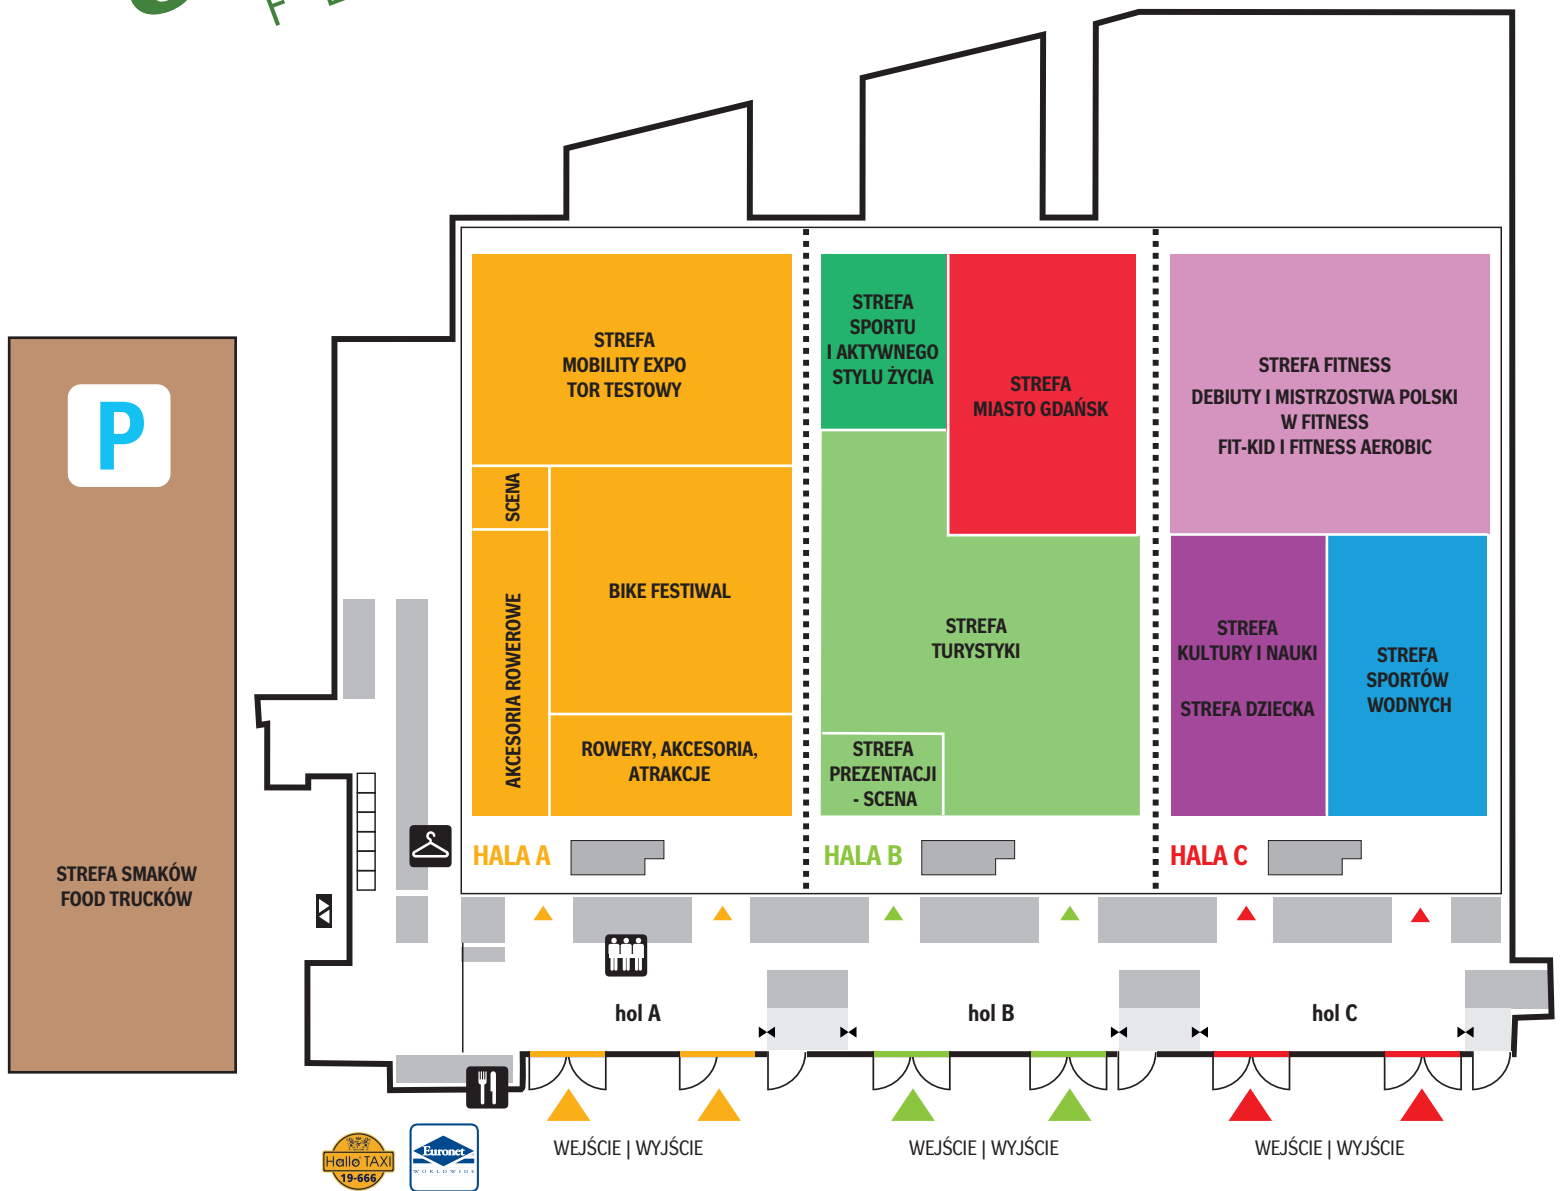 P
STREFA SMAKÓW
FOOD TRUCKÓW
STREFA
MOBILITY EXPO
TOR TESTOWY
SCENA
BIKE FESTIWAL
AKCESORIA ROWEROWE
ROWERY, AKCESORIA,
ATRAKCJE
HALA A
STREFA
SPORTU
I AKTYWNEGO
STYLU ŻYCIA
STREFA
MIASTO GDAŃSK
STREFA
TURYSTYKI
STREFA
PREZENTACJI
- SCENA
HALA B
STREFA FITNESS
DEBIUTY I MISTRZOSTWA POLSKI
W FITNESS
FIT-KID I FITNESS AEROBIC
STREFA
KULTURY I NAUKI
STREFA DZIECKA
STREFA
SPORTÓW
WODNYCH
HALA C
hol A
hol B
hol C
WEJŚCIE | WYJŚCIE
WEJŚCIE | WYJŚCIE
WEJŚCIE | WYJŚCIE
Hallo TAXI
19-666
Euronet
WORLDWIDE